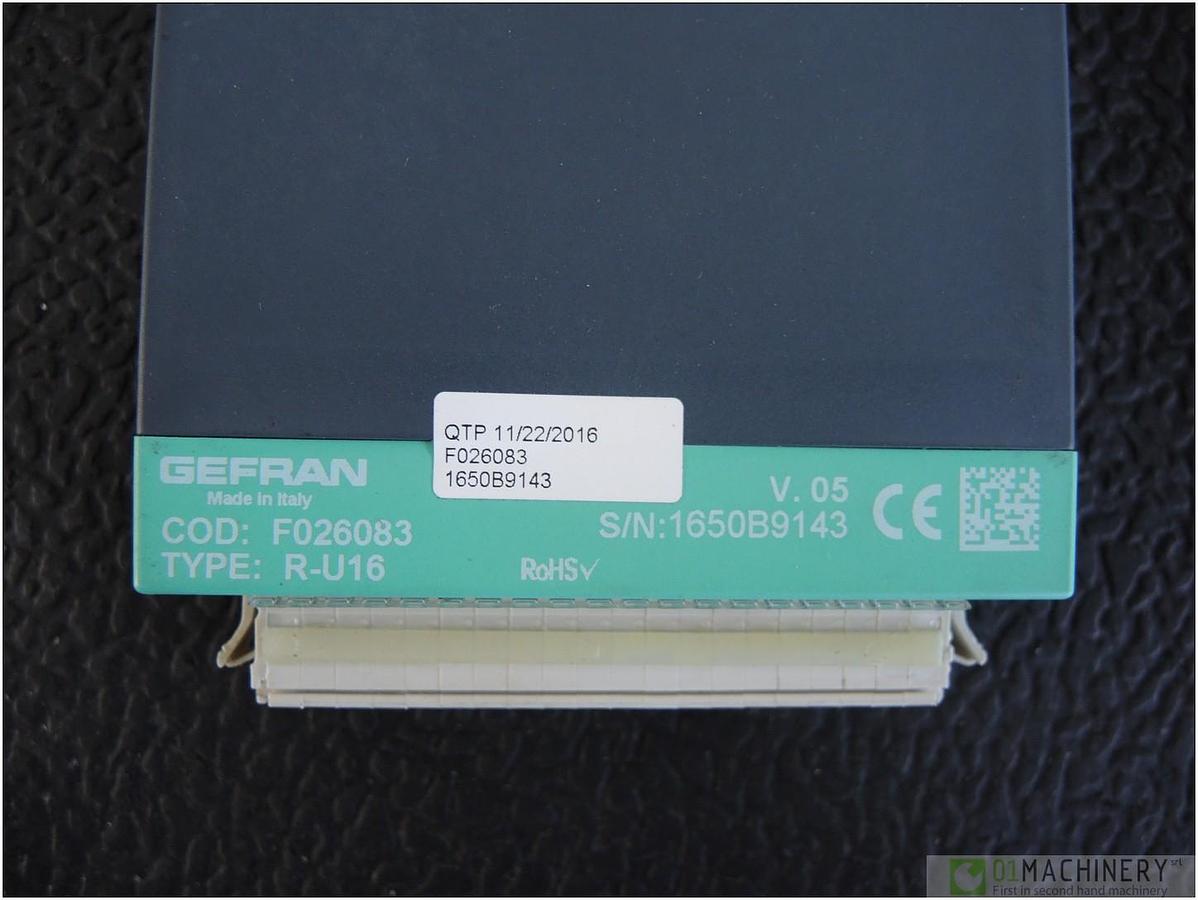 QTP 11/22/2016
F026083
1650B9143
GEFRAN
Made in Italy
COD: F026083
TYPE: R-U16
RoHS✓
V. 05
S/N:1650B9143
CE
01MACHINERY srl
First in second hand machinery